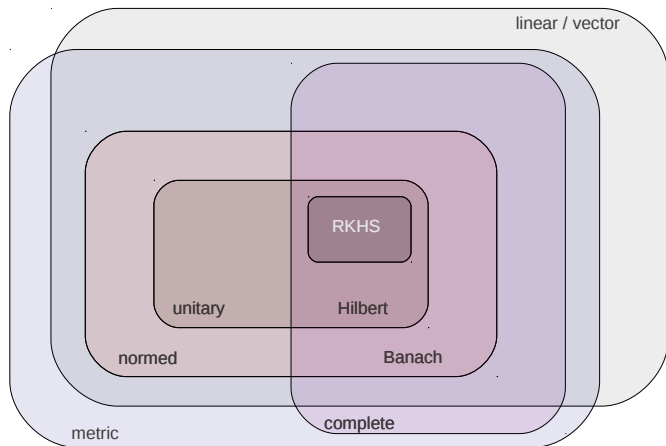 linear / vector
RKHS
unitary
Hilbert
normed
Banach
complete
metric